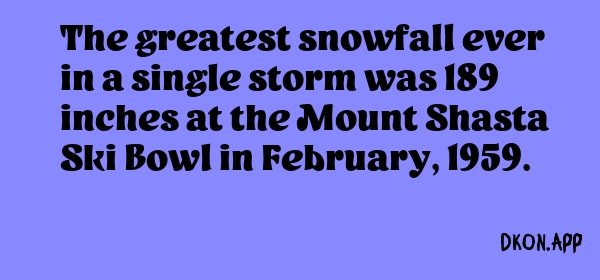 The greatest snowfall ever
in a single storm was 189
inches at the Mount Shasta
Ski Bowl in February, 1959.
DKON.APP